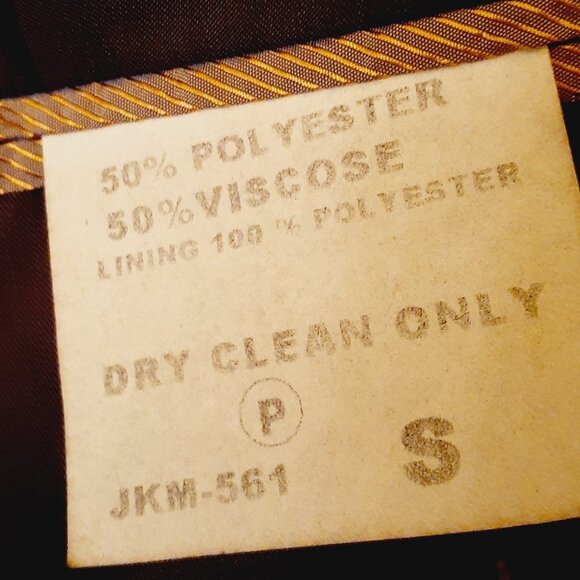 50% POLYESTER
50%VISCOSE
LINING 100 % POLYESTER
DRY CLEAN ONLY
P
JKM-561
S